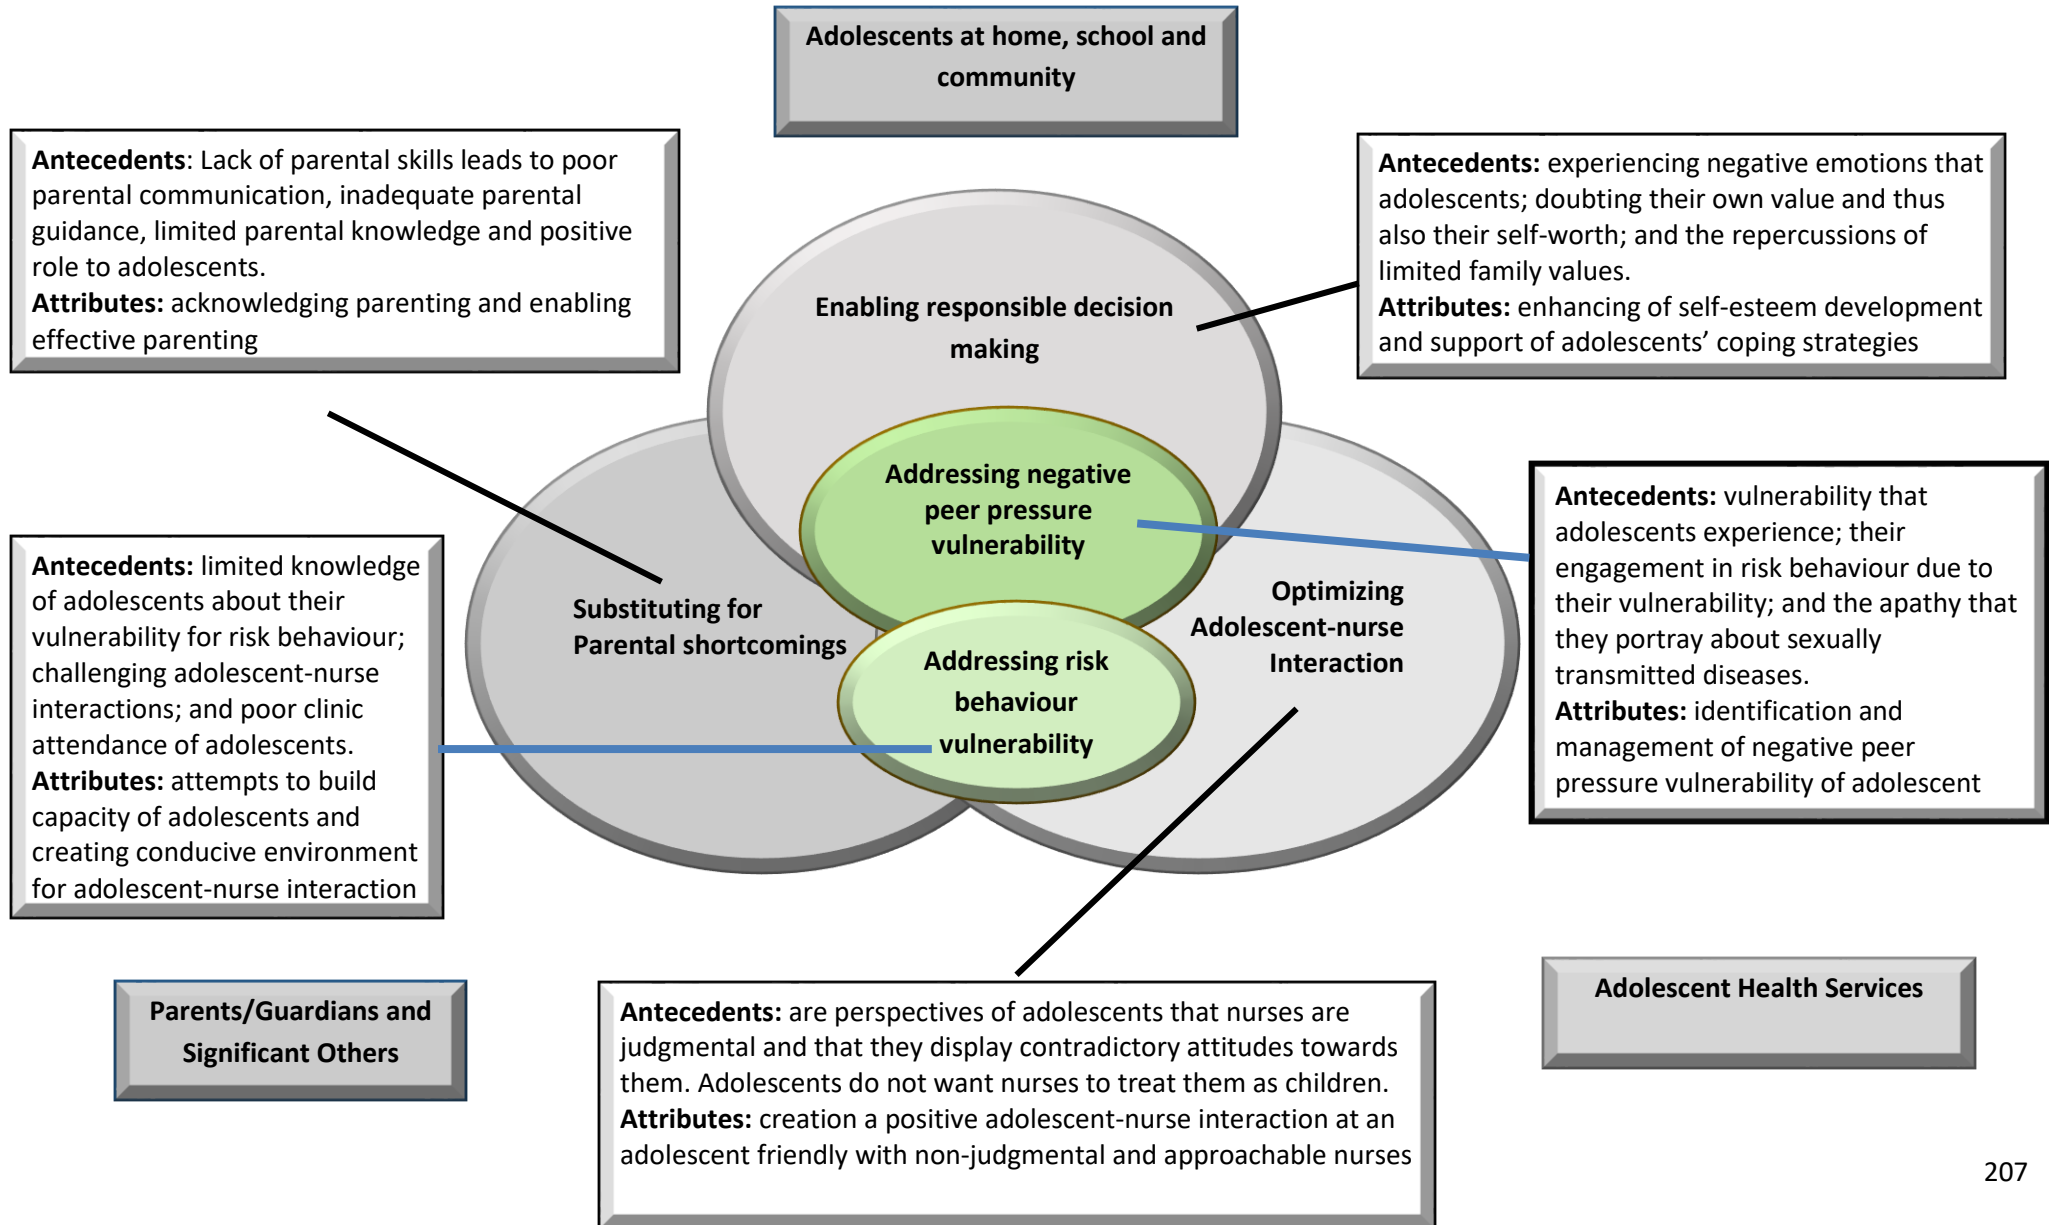 Adolescents at home, school and
community
Antecedents: Lack of parental skills leads to poor
parental communication, inadequate parental
guidance, limited parental knowledge and positive
role to adolescents.
Attributes: acknowledging parenting and enabling
effective parenting
Antecedents: experiencing negative emotions that
adolescents; doubting their own value and thus
also their self-worth; and the repercussions of
limited family values.
Attributes: enhancing of self-esteem development
and support of adolescents’ coping strategies
Enabling responsible decision
making
Addressing negative
peer pressure
vulnerability
Substituting for
Parental shortcomings
Optimizing
Adolescent-nurse
Interaction
Addressing risk
behaviour
vulnerability
Antecedents: limited knowledge
of adolescents about their
vulnerability for risk behaviour;
challenging adolescent-nurse
interactions; and poor clinic
attendance of adolescents.
Attributes: attempts to build
capacity of adolescents and
creating conducive environment
for adolescent-nurse interaction
Antecedents: vulnerability that
adolescents experience; their
engagement in risk behaviour due to
their vulnerability; and the apathy that
they portray about sexually
transmitted diseases.
Attributes: identification and
management of negative peer
pressure vulnerability of adolescent
Parents/Guardians and
Significant Others
Antecedents: are perspectives of adolescents that nurses are
judgmental and that they display contradictory attitudes towards
them. Adolescents do not want nurses to treat them as children.
Attributes: creation a positive adolescent-nurse interaction at an
adolescent friendly with non-judgmental and approachable nurses
Adolescent Health Services
207